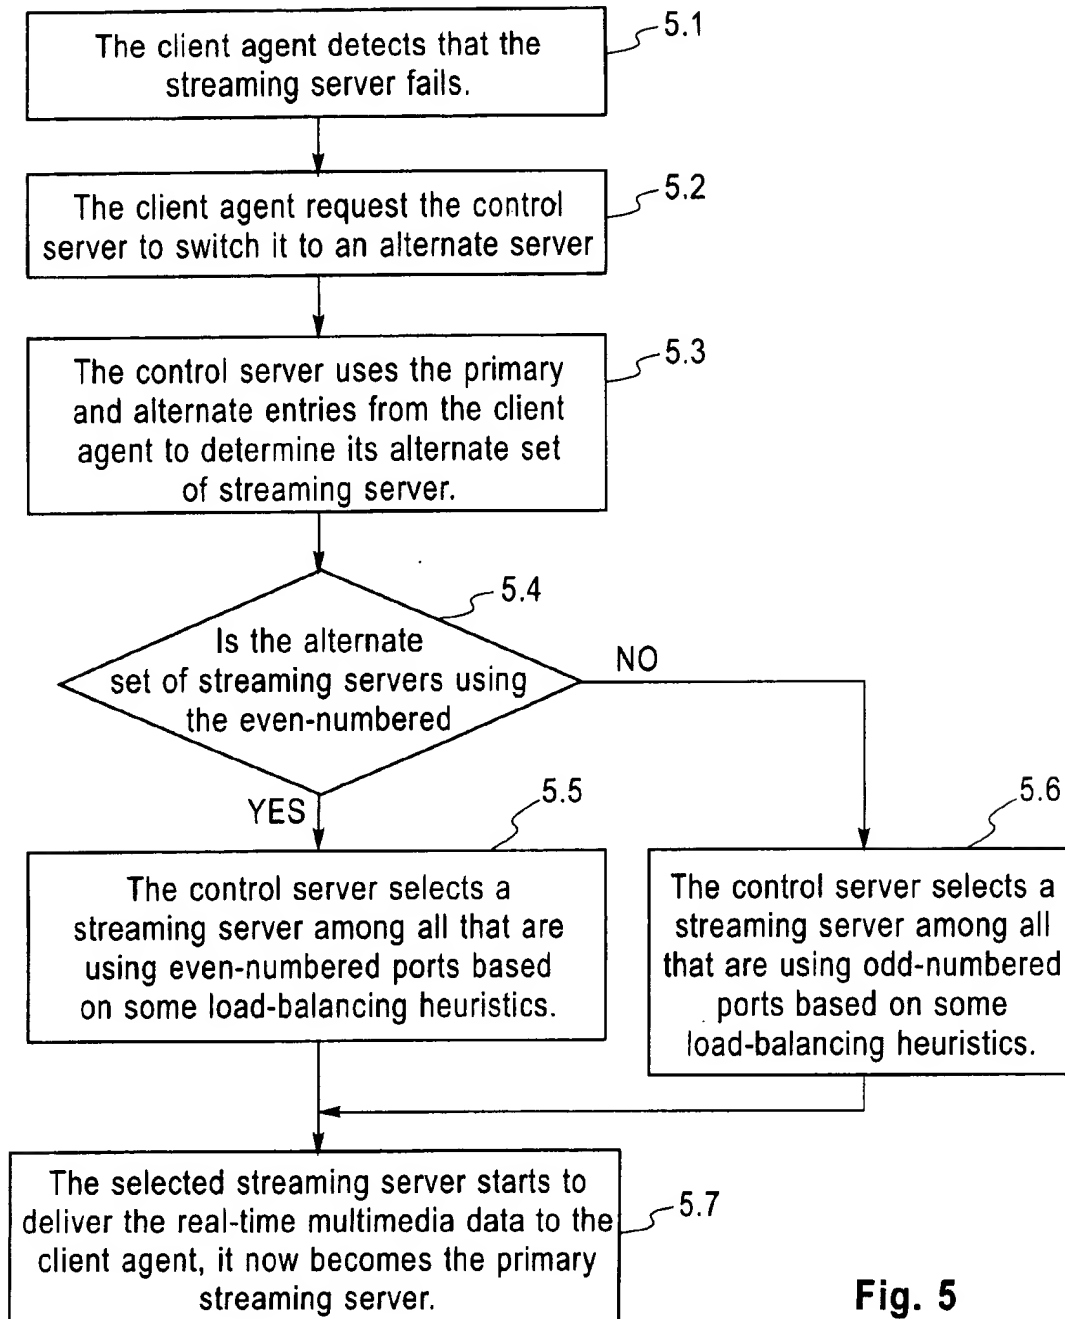 The client agent detects that the
streaming server fails.
5.1
The client agent request the control
server to switch it to an alternate server
5.2
The control server uses the primary
and alternate entries from the client
agent to determine its alternate set
of streaming server.
5.3
Is the alternate
set of streaming servers using
the even-numbered
5.4
NO
YES
5.5
The control server selects a
streaming server among all that are
using even-numbered ports based
on some load-balancing heuristics.
5.6
The control server selects a
streaming server among all
that are using odd-numbered
ports based on some
load-balancing heuristics.
The selected streaming server starts to
deliver the real-time multimedia data to the
client agent, it now becomes the primary
streaming server.
5.7
Fig. 5